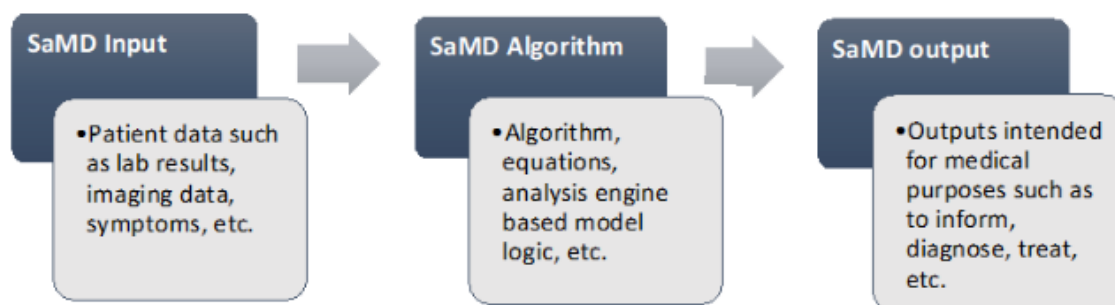 SaMD Input
•Patient data such
as lab results,
imaging data,
symptoms, etc.
SaMD Algorithm
•Algorithm,
equations,
analysis engine
based model
logic, etc.
SaMD output
•Outputs intended
for medical
purposes such as
to inform,
diagnose, treat,
etc.